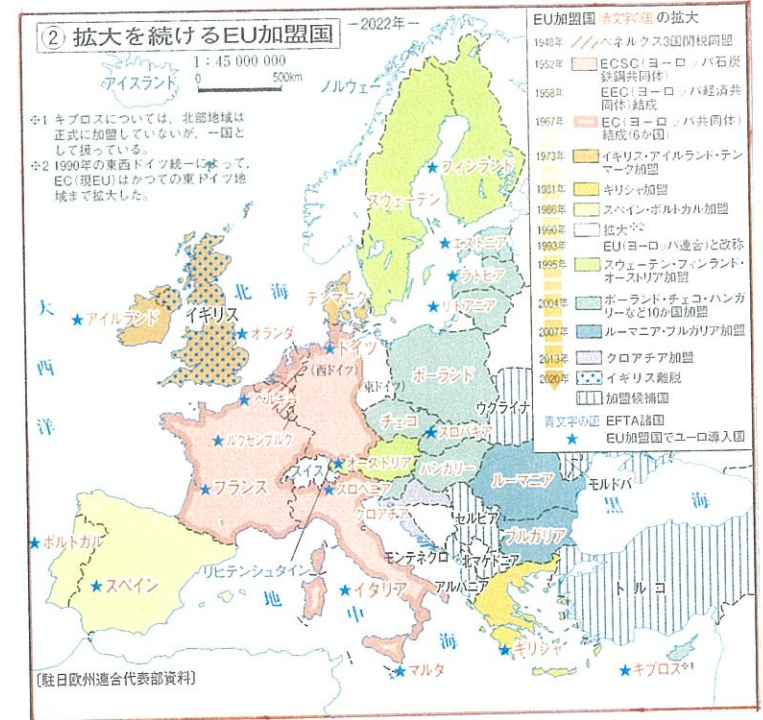 ② 拡大を続けるEU加盟国
―2022年―
1：45 000 000
0 500km
※1 キプロスについては，北部地域は
正式に加盟していないが，一国と
して扱っている。
※2 1990年の東西ドイツ統一によって，
EC(現EU)はかつての東ドイツ地
域まで拡大した。
EU加盟国 赤文字の国 の拡大
1948年 ベネルクス3国関税同盟
1952年 ECSC(ヨーロッパ石炭
鉄鋼共同体)
1958 EEC(ヨーロッパ経済共
同体)結成
1967 EC(ヨーロッパ共同体)
結成(6か国)
1973年 イギリス・アイルランド・デン
マーク加盟
1981年 ギリシャ加盟
1986年 スペイン・ポルトガル加盟
1990年 拡大※2
1993年 EU(ヨーロッパ連合)と改称
1995年 スウェーデン・フィンランド・
オーストリア加盟
2004年 ポーランド・チェコ・ハンガ
リーなど10か国加盟
2007年 ルーマニア・ブルガリア加盟
2013年 クロアチア加盟
2020年 イギリス離脱
加盟候補国
青文字の国 EFTA諸国
★ EU加盟国でユーロ導入国
アイスランド
ノルウェー
スウェーデン
★フィンランド
★エストニア
★ラトビア
★リトアニア
大西洋
北海
★アイルランド
イギリス
デンマーク
★オランダ
★ドイツ
(西ドイツ)
(東ドイツ)
ポーランド
★ベルギー
★ルクセンブルク
チェコ
★スロバキア
ウクライナ
スイス
★オーストリア
ハンガリー
★フランス
★スロベニア
クロアチア
ルーマニア
モルドバ
黒海
セルビア
ブルガリア
モンテネグロ
北マケドニア
アルバニア
★ポルトガル
★スペイン
リヒテンシュタイン
★イタリア
地中海
トルコ
★ギリシャ
★マルタ
★キプロス※1
〔駐日欧州連合代表部資料〕